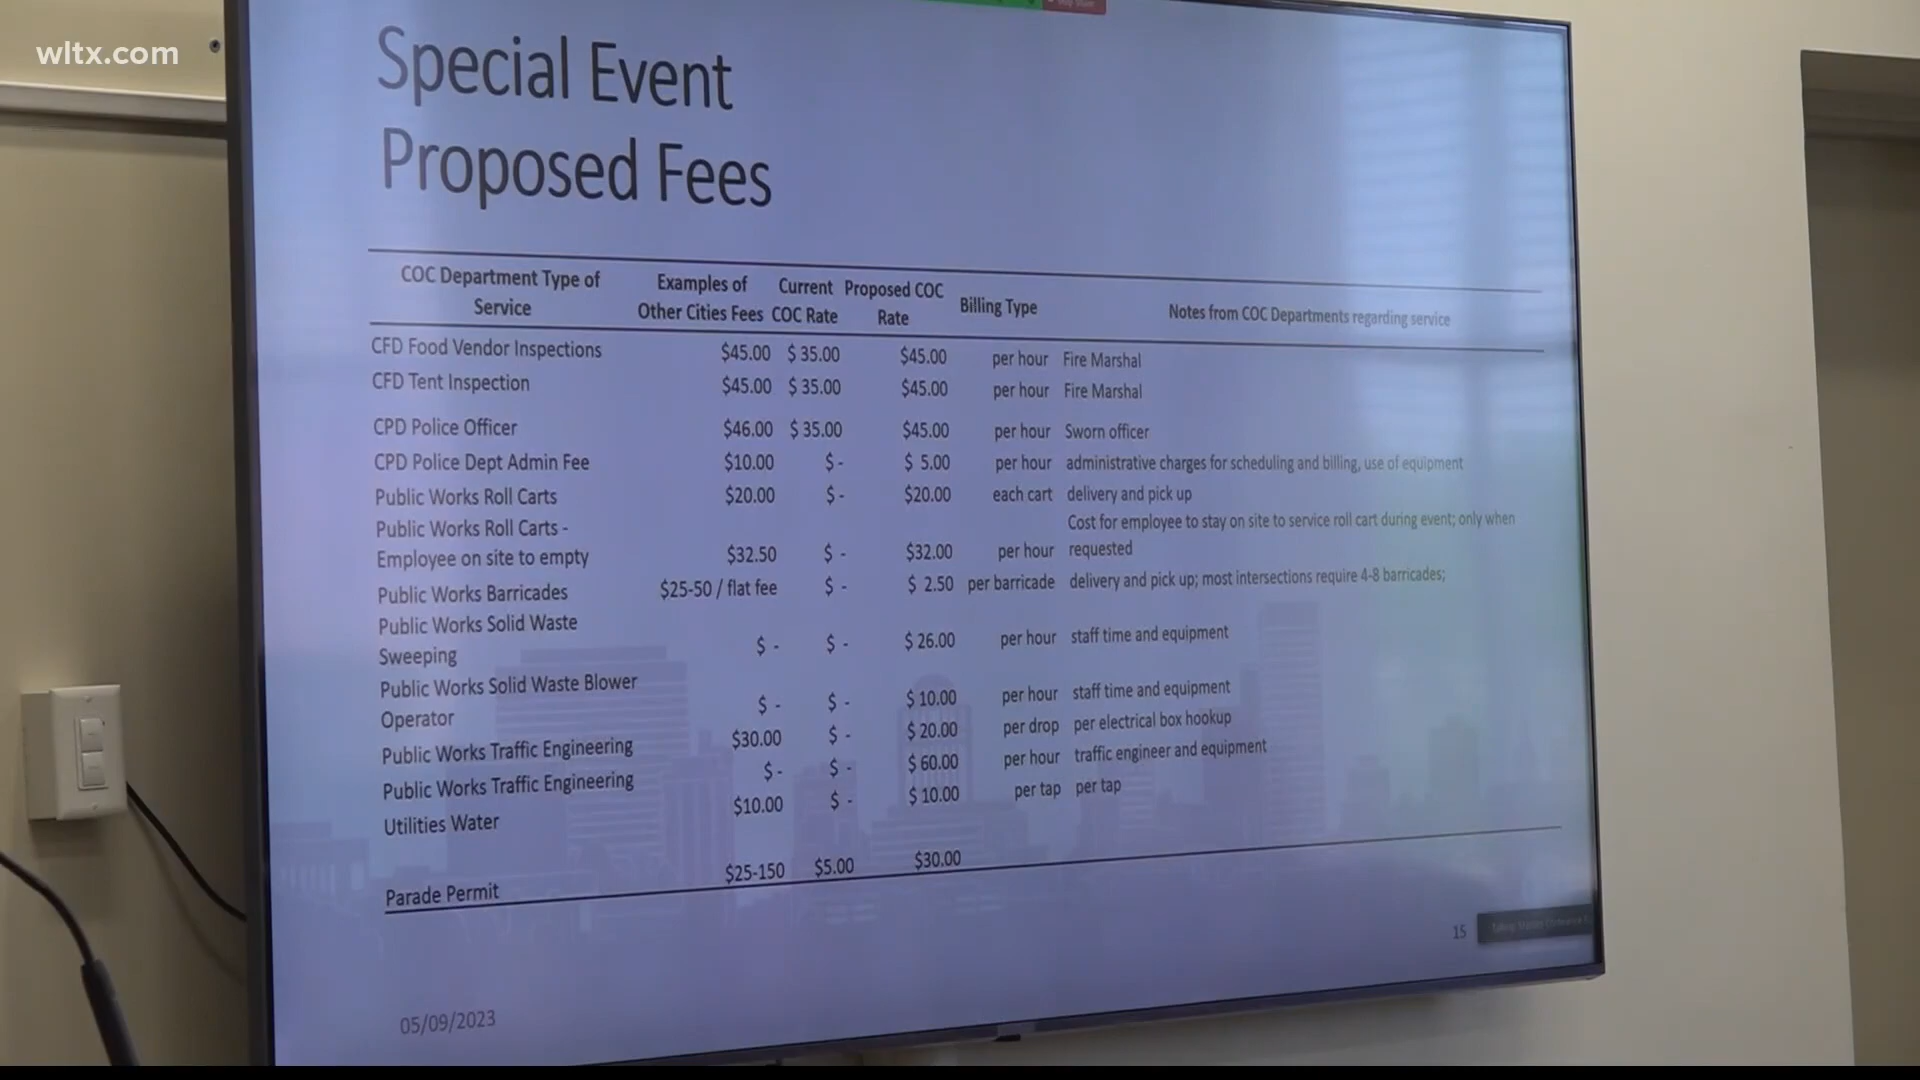 wltx.com
Special Event
Proposed Fees
COC Department Type of Service Examples of Other Cities Fees Current COC Rate Proposed COC Rate Billing Type Notes from COC Departments regarding service
CFD Food Vendor Inspections $45.00 $ 35.00 $45.00 per hour Fire Marshal
CFD Tent Inspection $45.00 $ 35.00 $45.00 per hour Fire Marshal
CPD Police Officer $46.00 $ 35.00 $45.00 per hour Sworn officer
CPD Police Dept Admin Fee $10.00 $ - $ 5.00 per hour administrative charges for scheduling and billing, use of equipment
Public Works Roll Carts $20.00 $ - $20.00 each cart delivery and pick up
Public Works Roll Carts - Cost for employee to stay on site to service roll cart during event; only when
Employee on site to empty $32.50 $ - $32.00 per hour requested
Public Works Barricades $25-50 / flat fee $ - $ 2.50 per barricade delivery and pick up; most intersections require 4-8 barricades;
Public Works Solid Waste
Sweeping $ - $ - $ 26.00 per hour staff time and equipment
Public Works Solid Waste Blower
Operator $ - $ - $ 10.00 per hour staff time and equipment
Public Works Traffic Engineering $30.00 $ - $ 20.00 per drop per electrical box hookup
Public Works Traffic Engineering $ - $ - $ 60.00 per hour traffic engineer and equipment
Utilities Water $10.00 $ - $ 10.00 per tap per tap
Parade Permit $25-150 $5.00 $30.00
15
05/09/2023